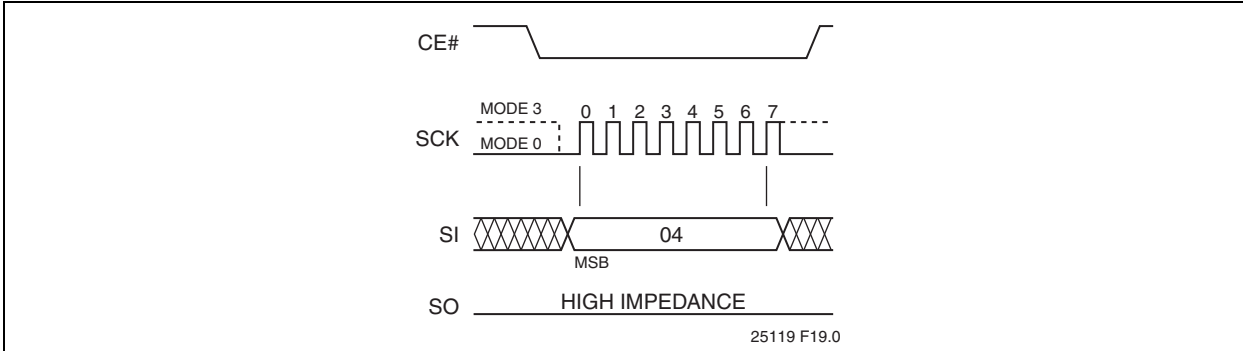 CE#
MODE 3
0 1 2 3 4 5 6 7
SCK
MODE 0
SI
04
MSB
SO
HIGH IMPEDANCE
25119 F19.0